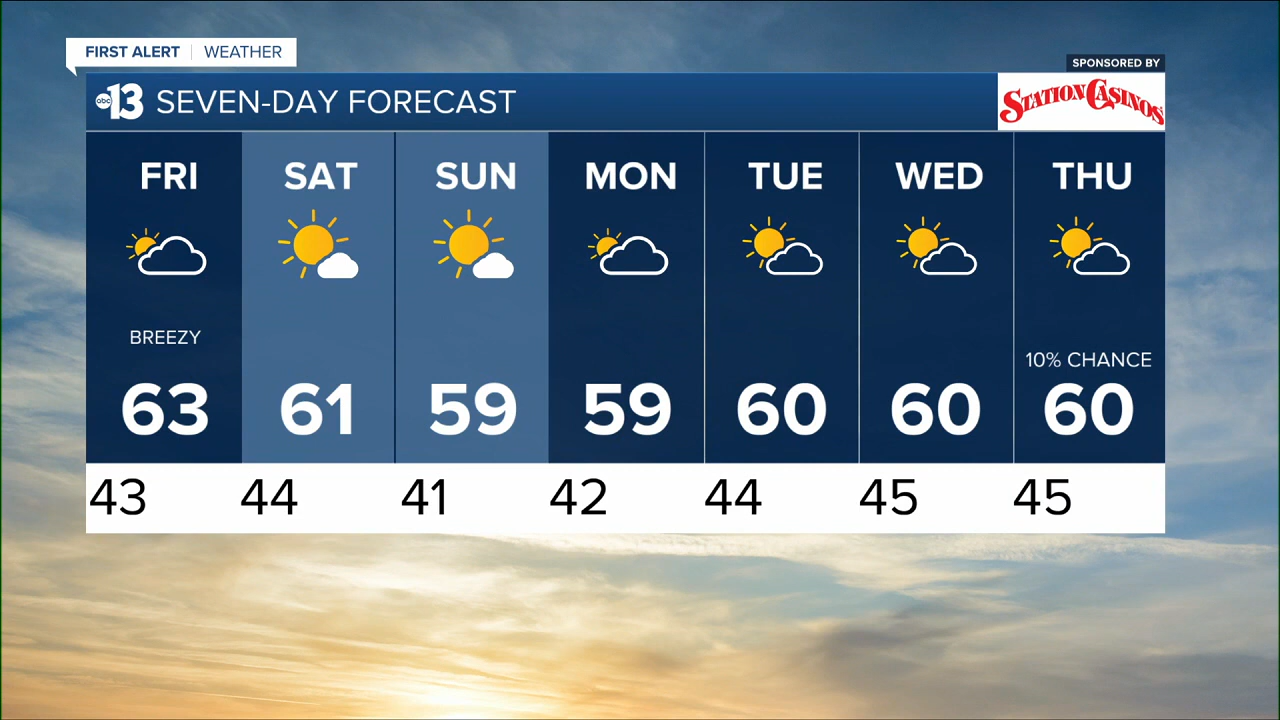 FIRST ALERT | WEATHER
SPONSORED BY
abc 13 SEVEN-DAY FORECAST
STATION CASINOS
FRI SAT SUN MON TUE WED THU
BREEZY
10% CHANCE
63 61 59 59 60 60 60
43 44 41 42 44 45 45